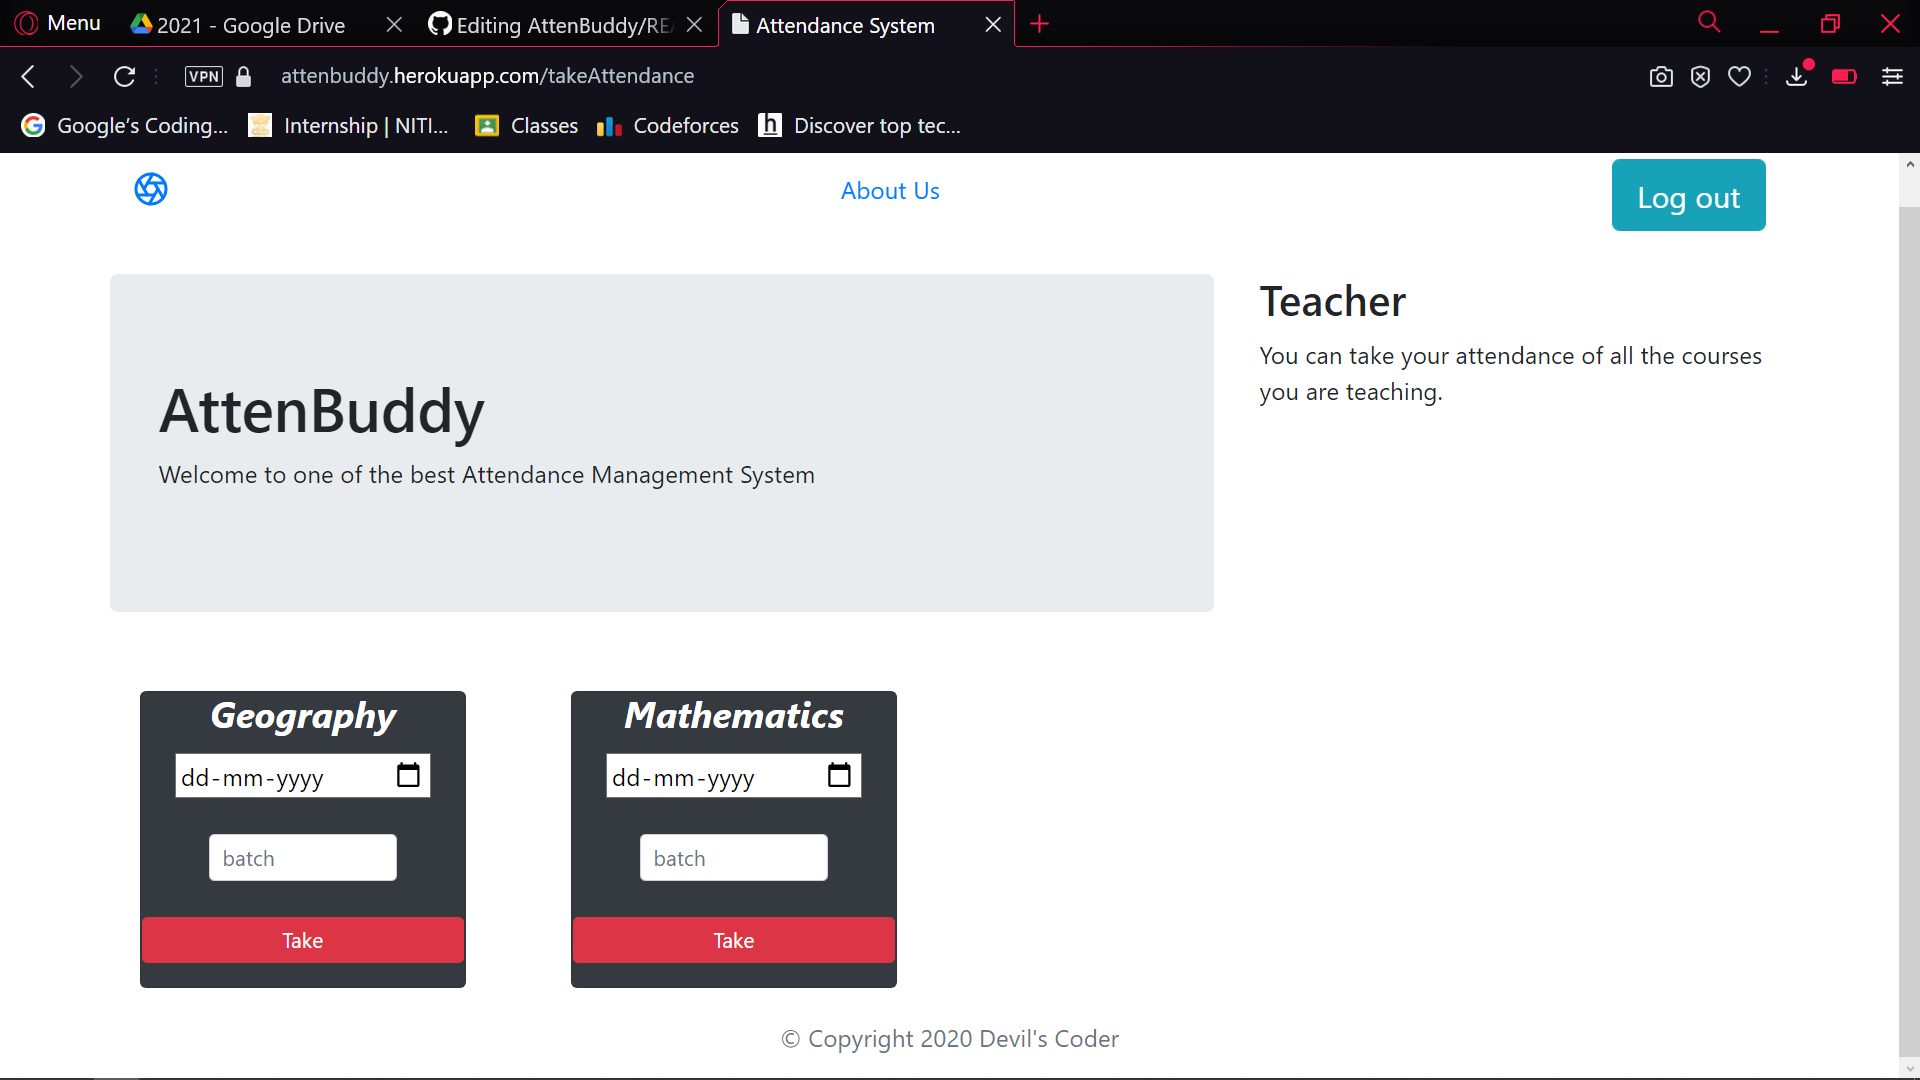 Menu
2021 - Google Drive
Editing AttenBuddy/RE
Attendance System
VPN
attenbuddy.herokuapp.com/takeAttendance
Google's Coding...
Internship | NITI...
Classes
Codeforces
h
Discover top tec...
About Us
Log out
AttenBuddy
Welcome to one of the best Attendance Management System
Teacher
You can take your attendance of all the courses
you are teaching.
Geography
dd-mm-yyyy
batch
Take
Mathematics
dd-mm-yyyy
batch
Take
© Copyright 2020 Devil's Coder